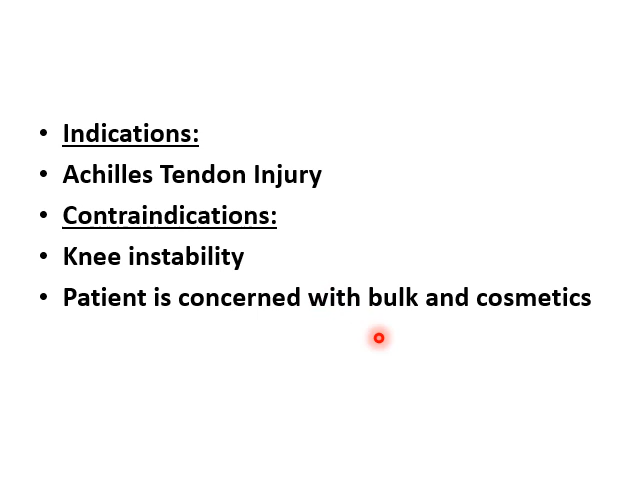 • Indications:
• Achilles Tendon Injury
• Contraindications:
• Knee instability
• Patient is concerned with bulk and cosmetics